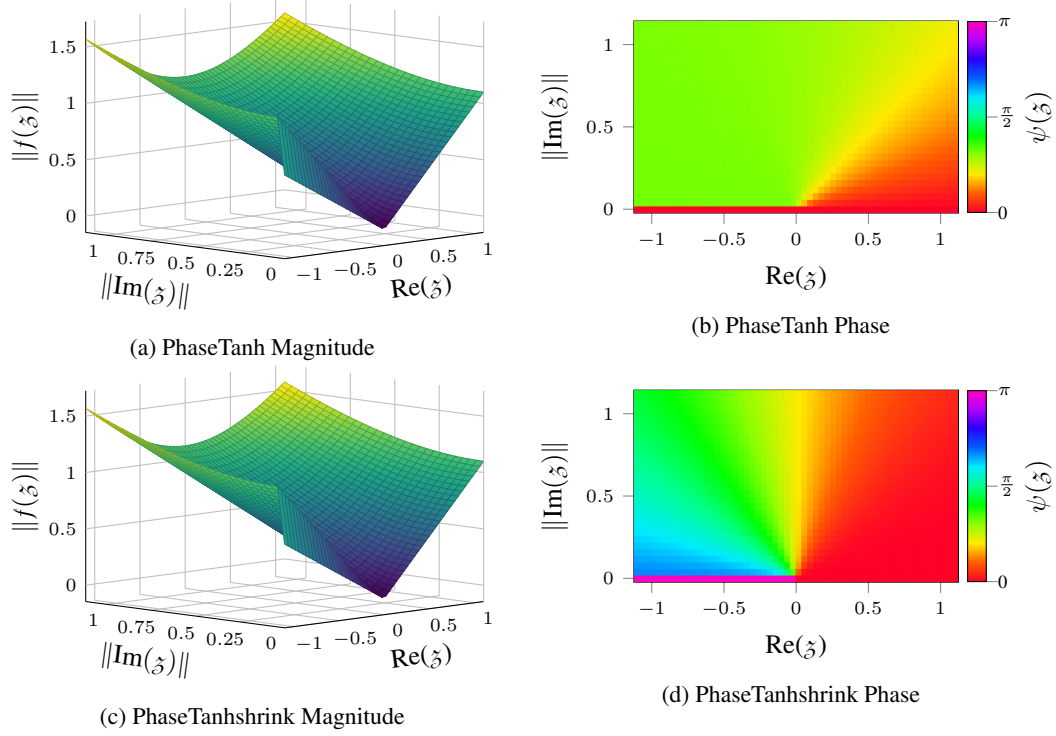 1.5
1
0.5
0
||f(𝔷)||
1
0.75
0.5
0.25
0
||Im(𝔷)||
−1
−0.5
0
0.5
1
Re(𝔷)
(a) PhaseTanh Magnitude
1
0.5
0
||Im(𝔷)||
−1
−0.5
0
0.5
1
Re(𝔷)
π
π/2
0
ψ(𝔷)
(b) PhaseTanh Phase
1.5
1
0.5
0
||f(𝔷)||
1
0.75
0.5
0.25
0
||Im(𝔷)||
−1
−0.5
0
0.5
1
Re(𝔷)
(c) PhaseTanhshrink Magnitude
1
0.5
0
||Im(𝔷)||
−1
−0.5
0
0.5
1
Re(𝔷)
π
π/2
0
ψ(𝔷)
(d) PhaseTanhshrink Phase